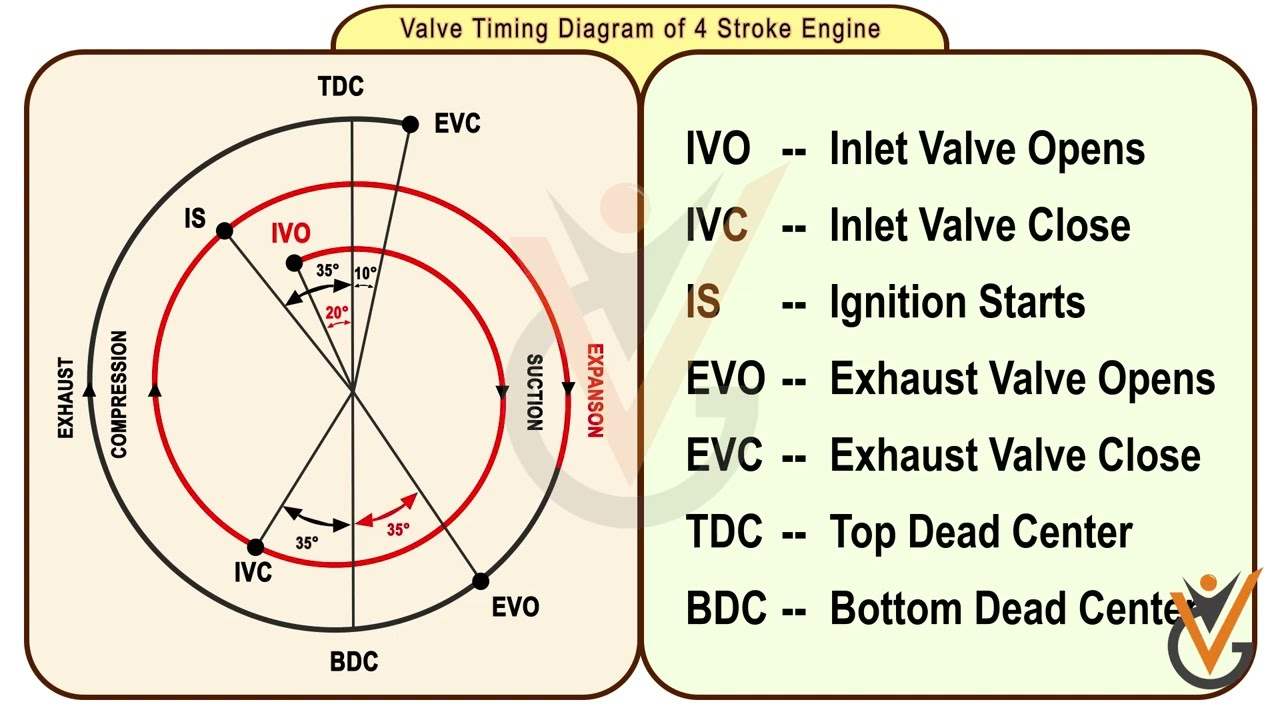 Valve Timing Diagram of 4 Stroke Engine
TDC
EVC
IS
IVO
35°
10°
20°
EXHAUST
COMPRESSION
SUCTION
EXPANSON
35°
35°
IVC
EVO
BDC
IVO -- Inlet Valve Opens
IVC -- Inlet Valve Close
IS -- Ignition Starts
EVO -- Exhaust Valve Opens
EVC -- Exhaust Valve Close
TDC -- Top Dead Center
BDC -- Bottom Dead Center